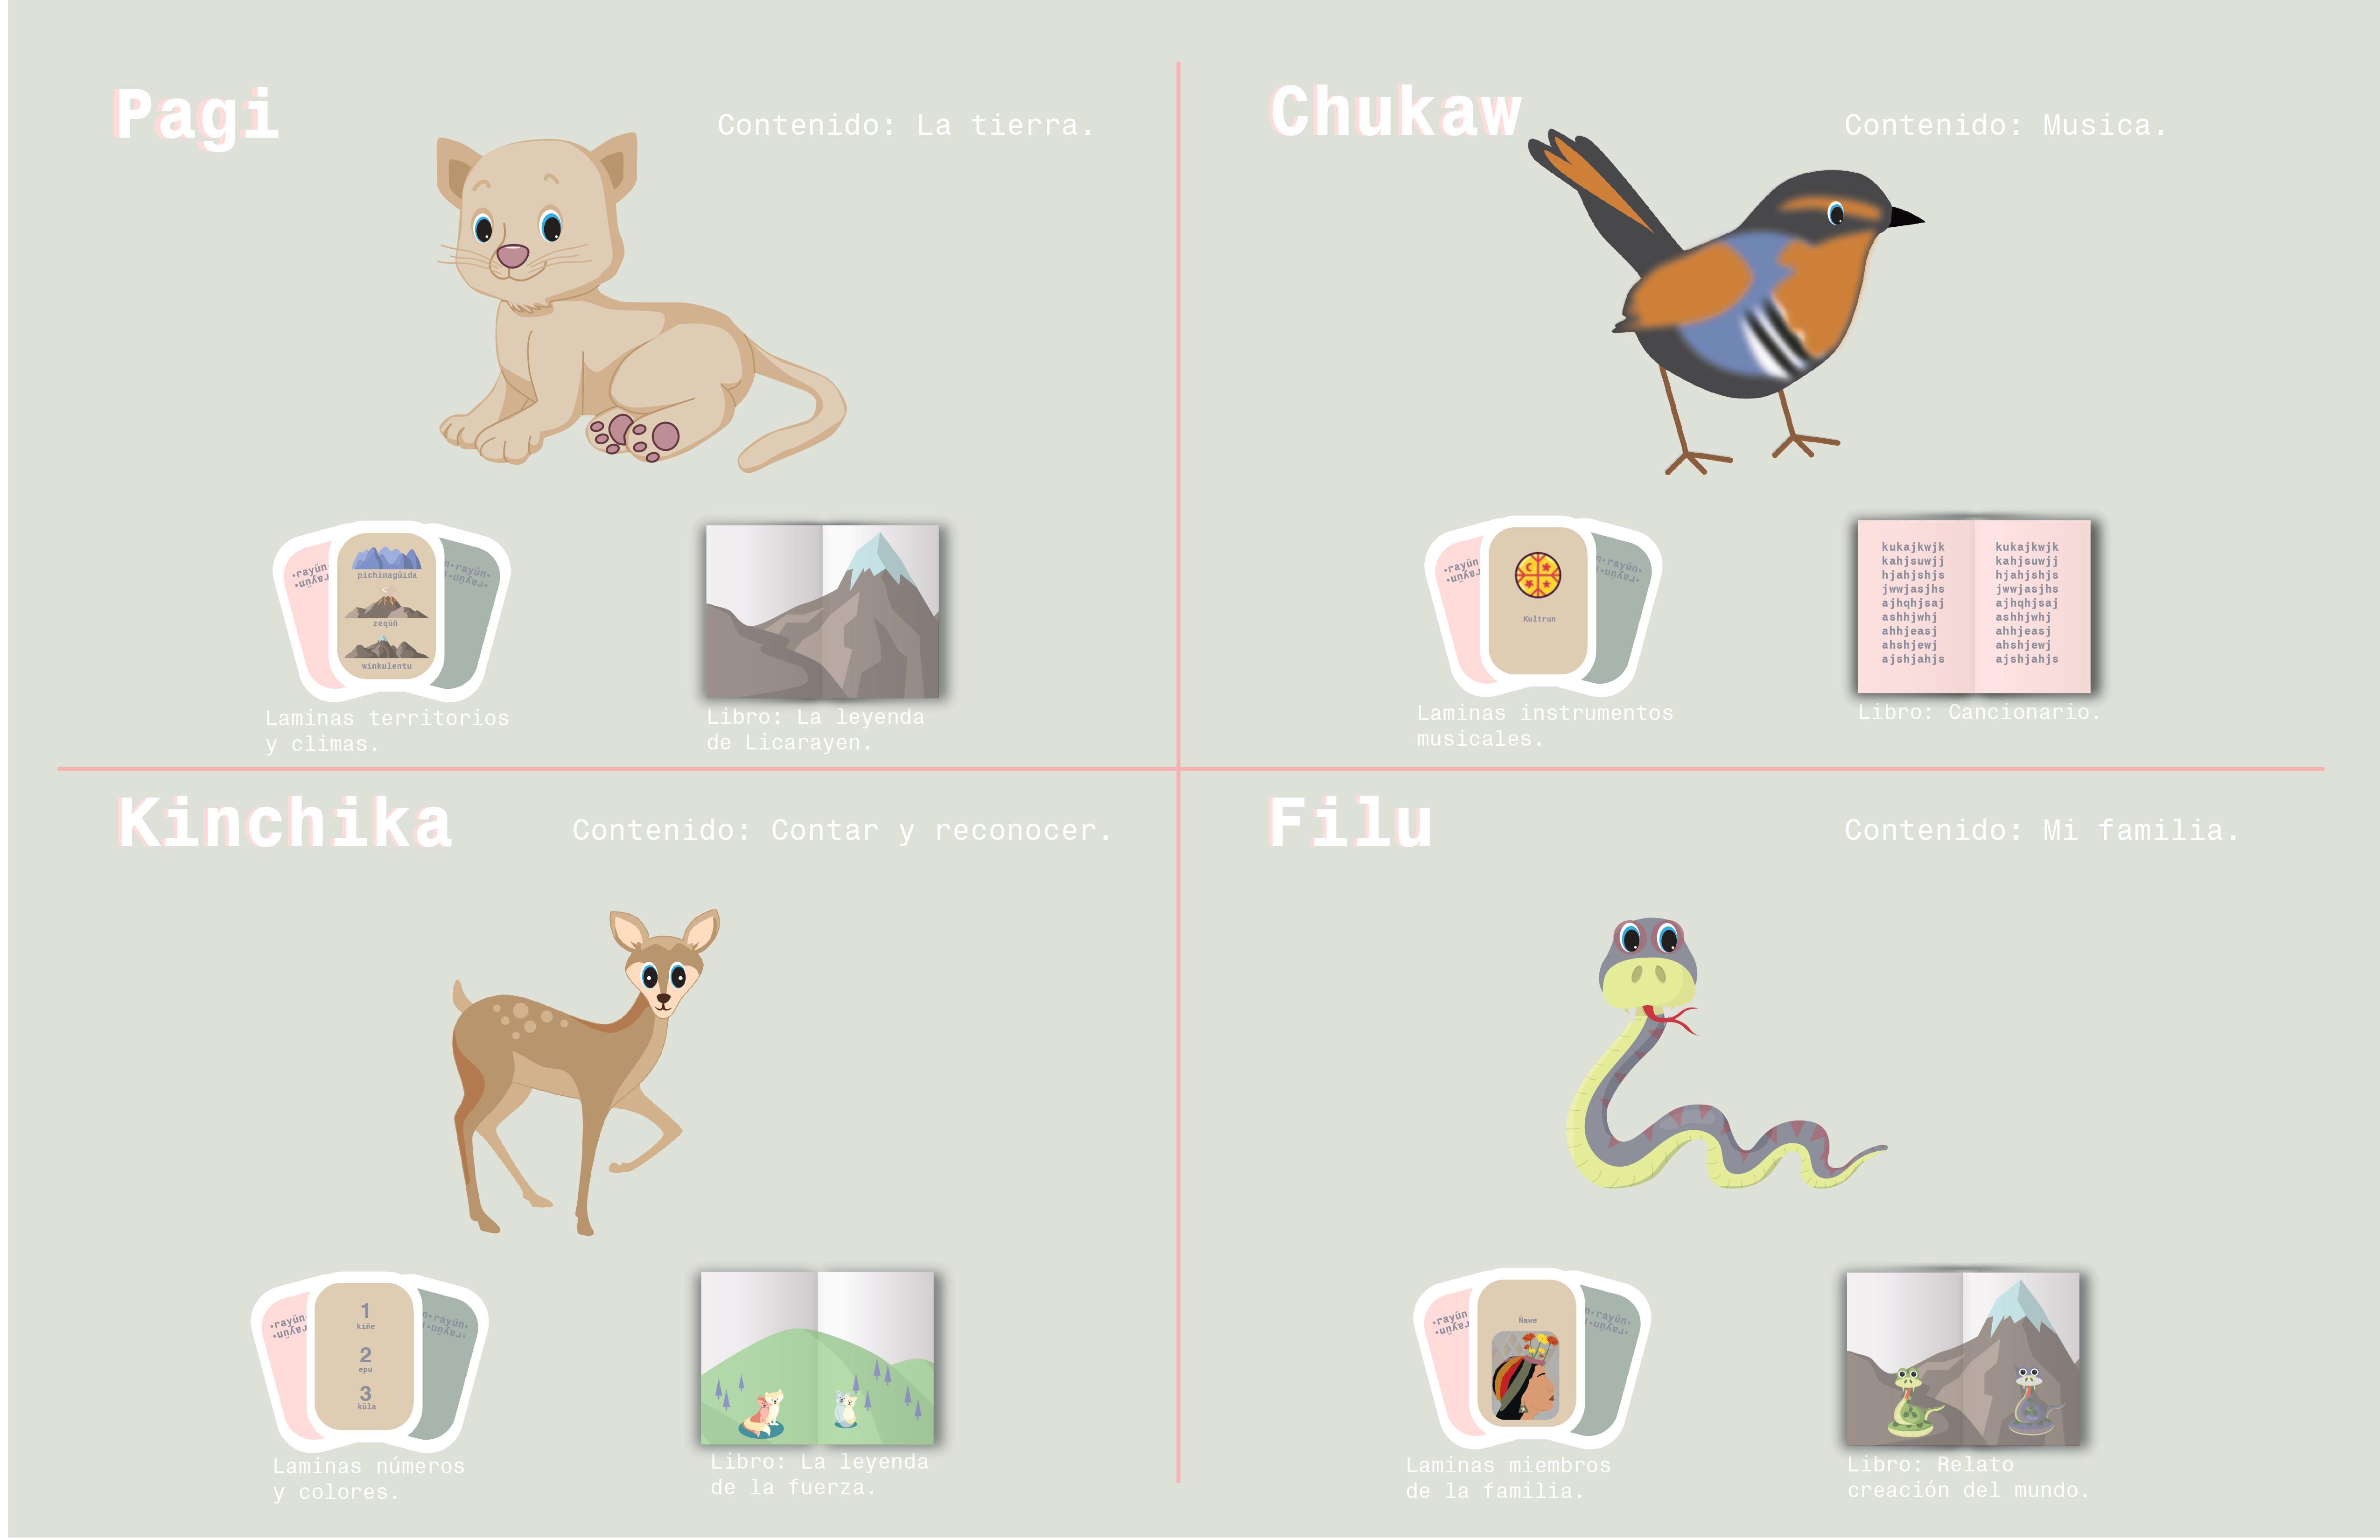 Pagi
Contenido: La tierra.
•rayün•
•rayün•
pichimagüida
zeqüñ
winkulentu
n•rayün•
n•rayün•
Laminas territorios
y climas.
Libro: La leyenda
de Licarayen.
Chukaw
Contenido: Musica.
•rayün
•rayün
Kultrun
n•rayün•
n•rayün•
Laminas instrumentos
musicales.
kukajkwjk
kahjsuwjj
hjahjshjs
jwwjasjhs
ajhqhjsaj
ashhjwhj
ahhjeasj
ahshjewj
ajshjahjs
kukajkwjk
kahjsuwjj
hjahjshjs
jwwjasjhs
ajhqhjsaj
ashhjwhj
ahhjeasj
ahshjewj
ajshjahjs
Libro: Cancionario.
Kinchika
Contenido: Contar y reconocer.
•rayün
•rayün
1
kiñe
2
epu
3
küla
n•rayün•
n•rayün•
Laminas números
y colores.
Libro: La leyenda
de la fuerza.
Filu
Contenido: Mi familia.
•rayün
•rayün
Ñawe
n•rayün•
n•rayün•
Laminas miembros
de la familia.
Libro: Relato
creación del mundo.